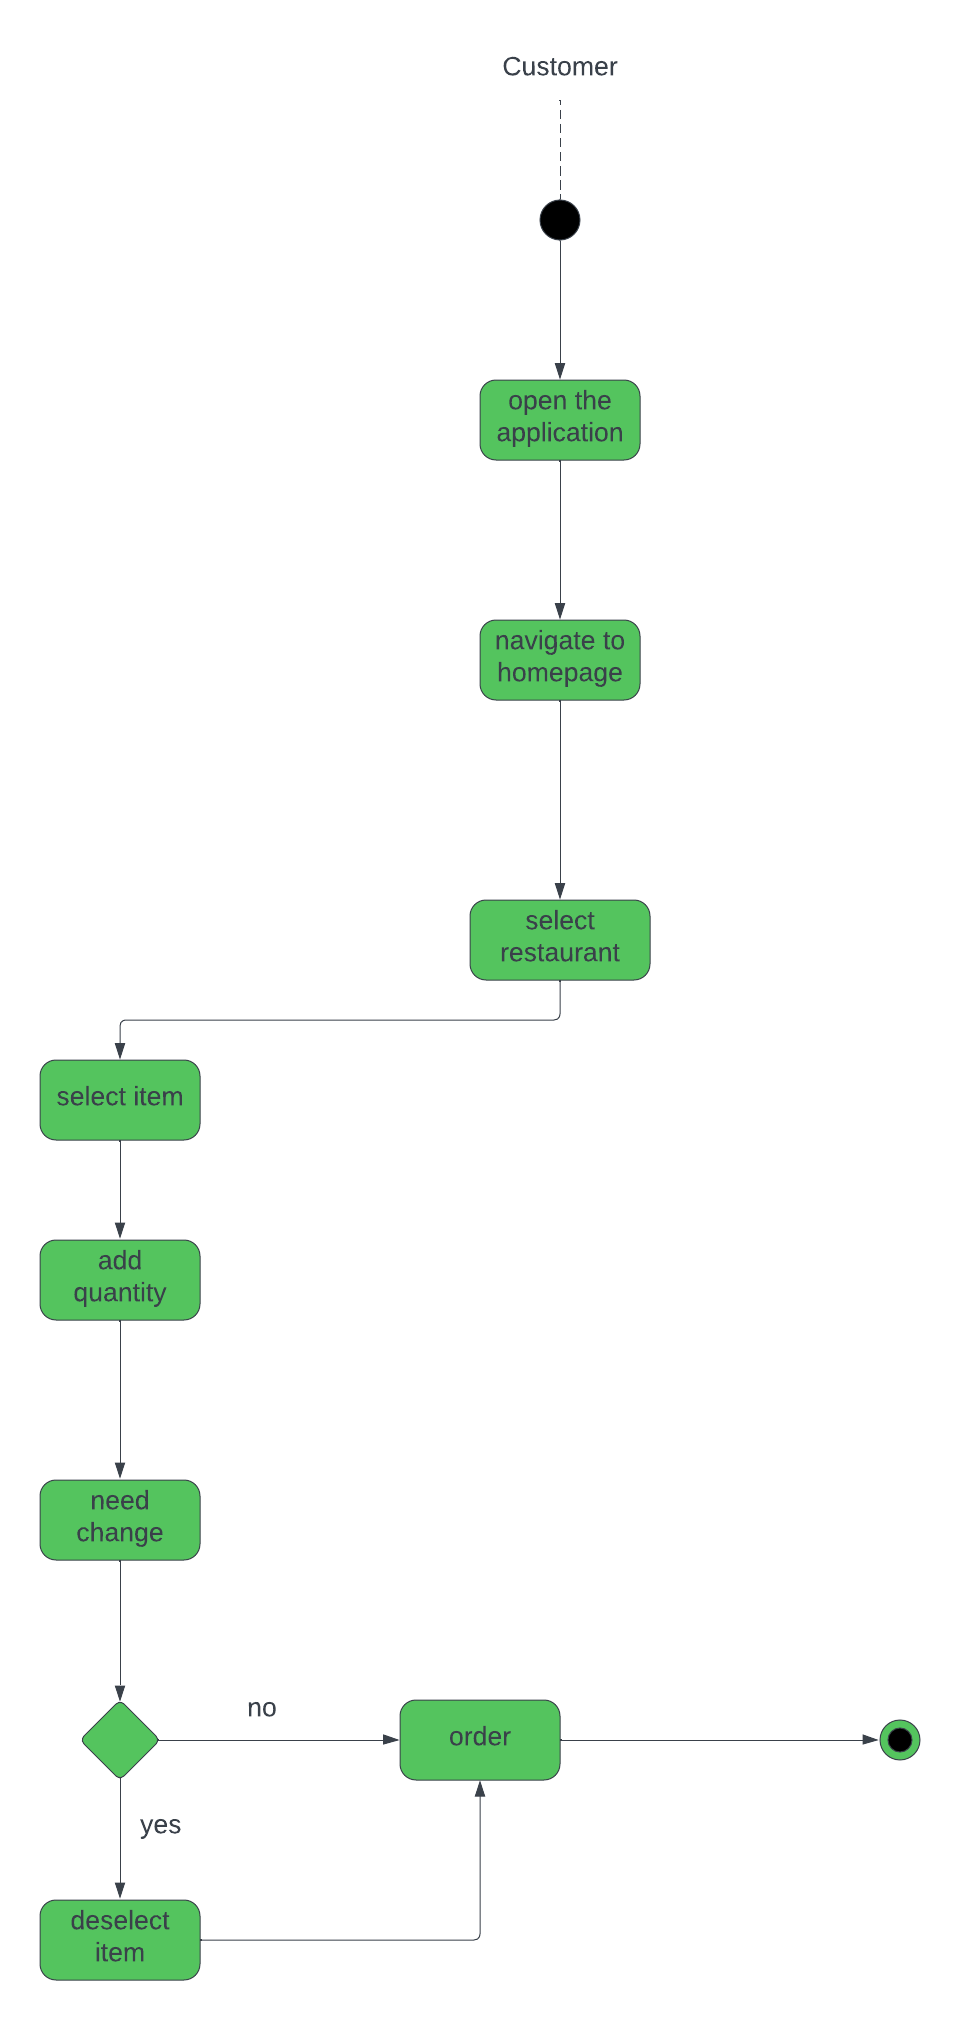 Customer
open the
application
navigate to
homepage
select
restaurant
select item
add
quantity
need
change
no
order
yes
deselect
item